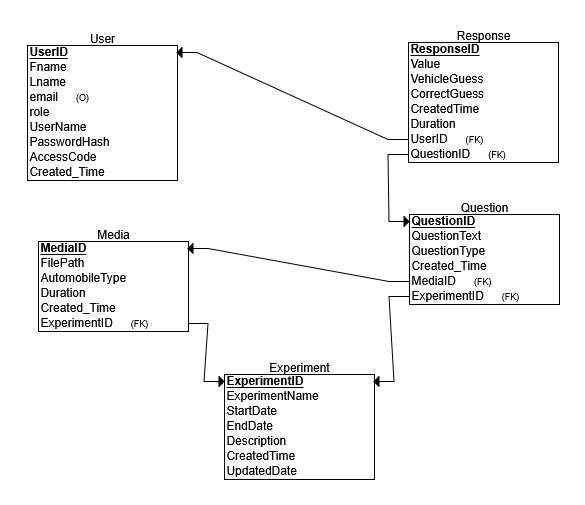 User
UserID
Fname
Lname
email (O)
role
UserName
PasswordHash
AccessCode
Created_Time
Response
ResponseID
Value
VehicleGuess
CorrectGuess
CreatedTime
Duration
UserID (FK)
QuestionID (FK)
Media
MediaID
FilePath
AutomobileType
Duration
Created_Time
ExperimentID (FK)
Question
QuestionID
QuestionText
QuestionType
Created_Time
MediaID (FK)
ExperimentID (FK)
Experiment
ExperimentID
ExperimentName
StartDate
EndDate
Description
CreatedTime
UpdatedDate